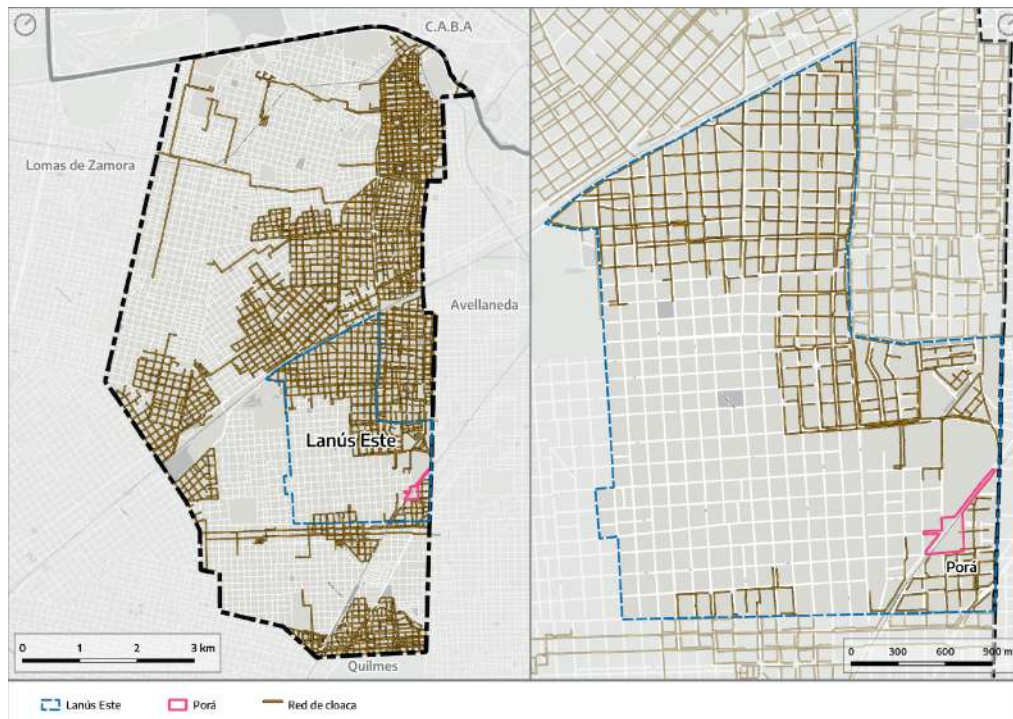 C.A.B.A
Lomas de Zamora
Avellaneda
Lanús Este
Porá
Quilmes
0 1 2 3 km
0 300 600 900 m
Lanús Este
Porá
Red de cloaca